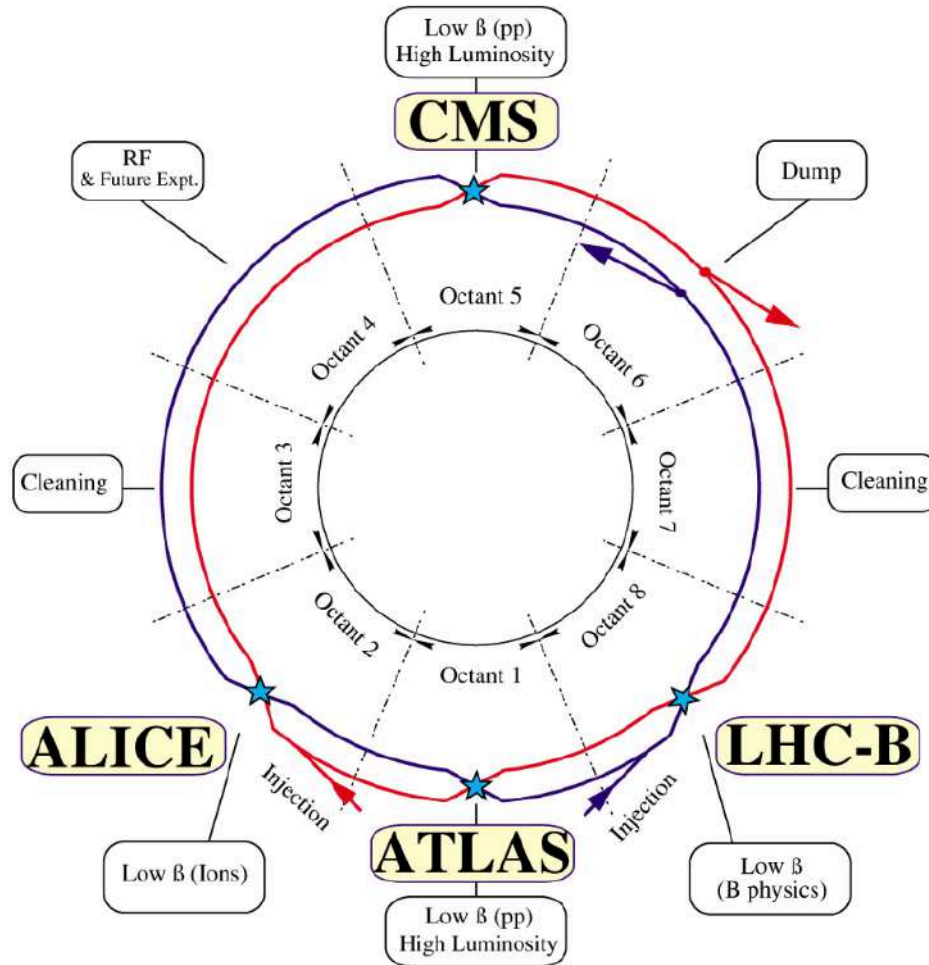 Low ß (pp)
High Luminosity
CMS
RF
& Future Expt.
Dump
Octant 5
Octant 4
Octant 6
Cleaning
Octant 3
Octant 7
Cleaning
Octant 2
Octant 8
Octant 1
ALICE
LHC-B
Injection
Injection
ATLAS
Low ß (Ions)
Low ß
(B physics)
Low ß (pp)
High Luminosity